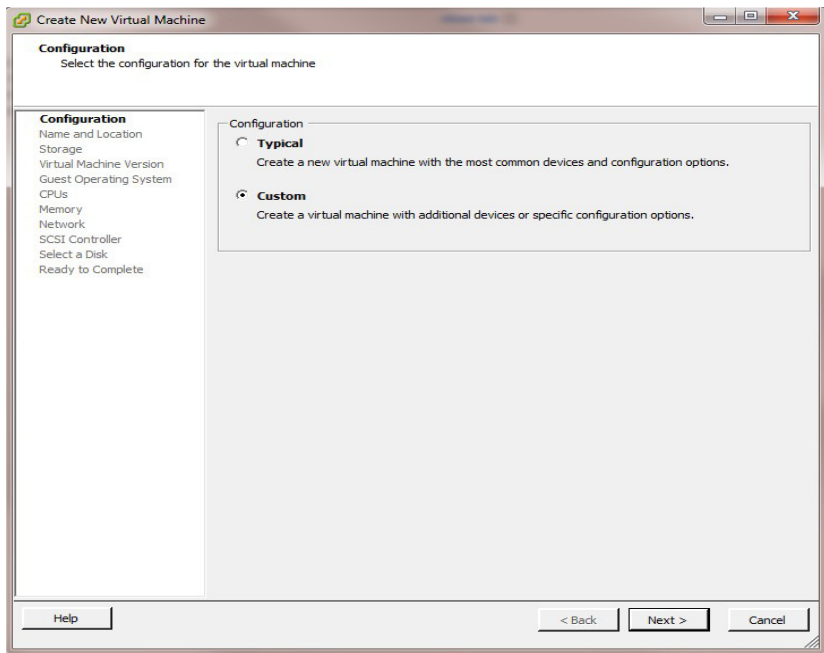 Create New Virtual Machine
Configuration
Select the configuration for the virtual machine
Configuration
Name and Location
Storage
Virtual Machine Version
Guest Operating System
CPUs
Memory
Network
SCSI Controller
Select a Disk
Ready to Complete
Configuration
Typical
Create a new virtual machine with the most common devices and configuration options.
Custom
Create a virtual machine with additional devices or specific configuration options.
Help
< Back
Next >
Cancel